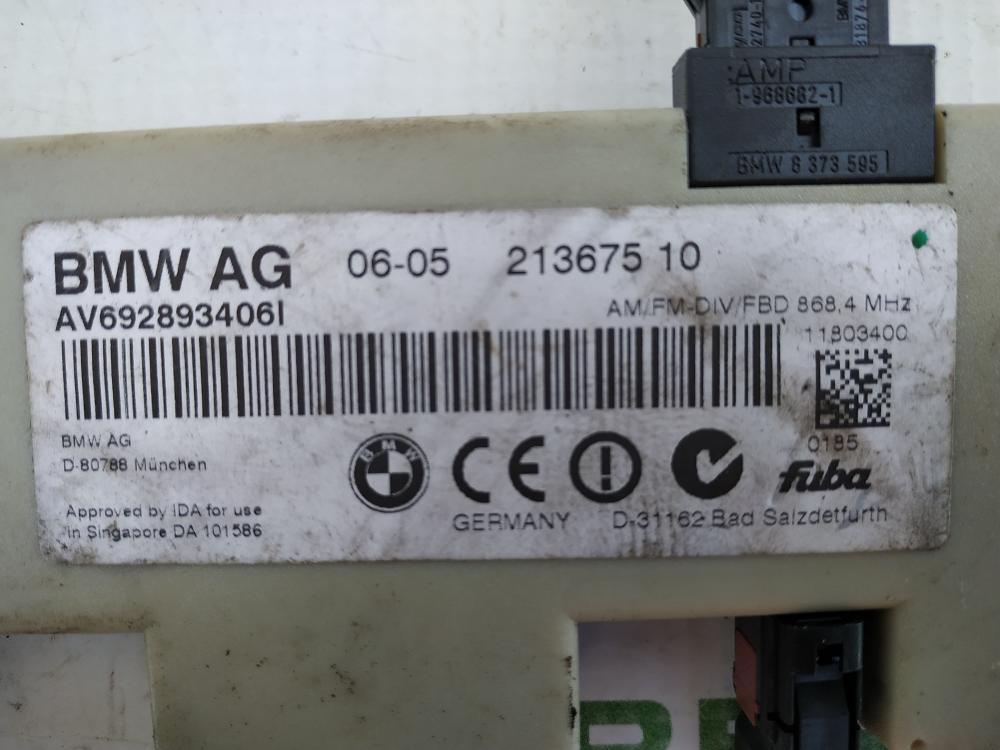 AMP
1-968682-1
BMW 8 373 595
BMW AG 06-05 213675 10
AV692893406I
AM/FM-DIV/FBD 868,4 MHz
11803400
BMW AG
D-80788 München
0185
BMW
fuba
Approved by IDA for use
in Singapore DA 101586
GERMANY D-31162 Bad Salzdetfurth